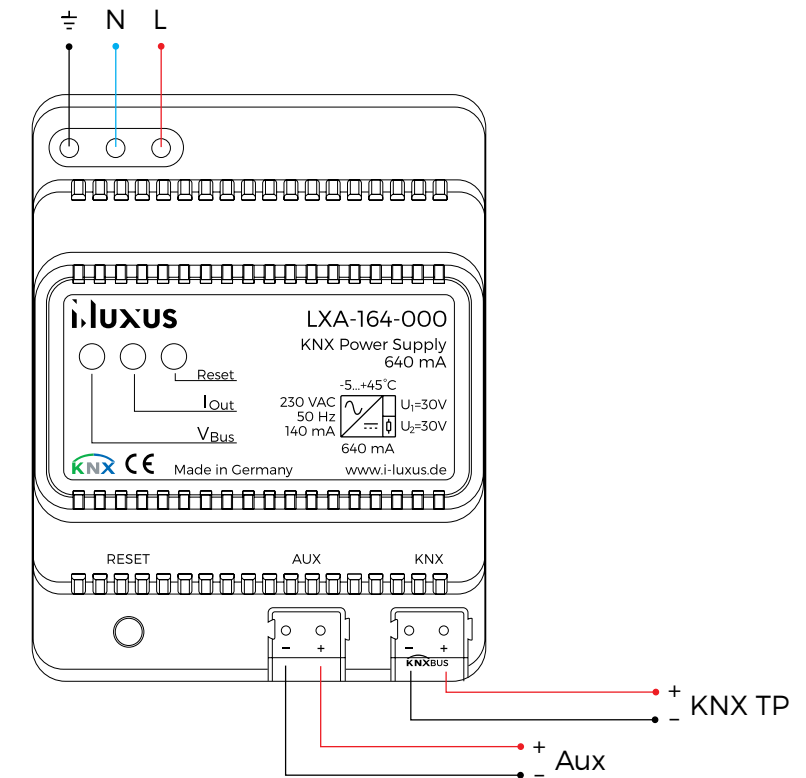 N L
i·luxus
LXA-164-000
KNX Power Supply
640 mA
Reset
IOut
VBus
-5...+45°C
230 VAC
50 Hz
140 mA
U₁=30V
U₂=30V
640 mA
KNX CE Made in Germany www.i-luxus.de
RESET AUX KNX
− + − +
KNXBUS
+
− KNX TP
+
− Aux